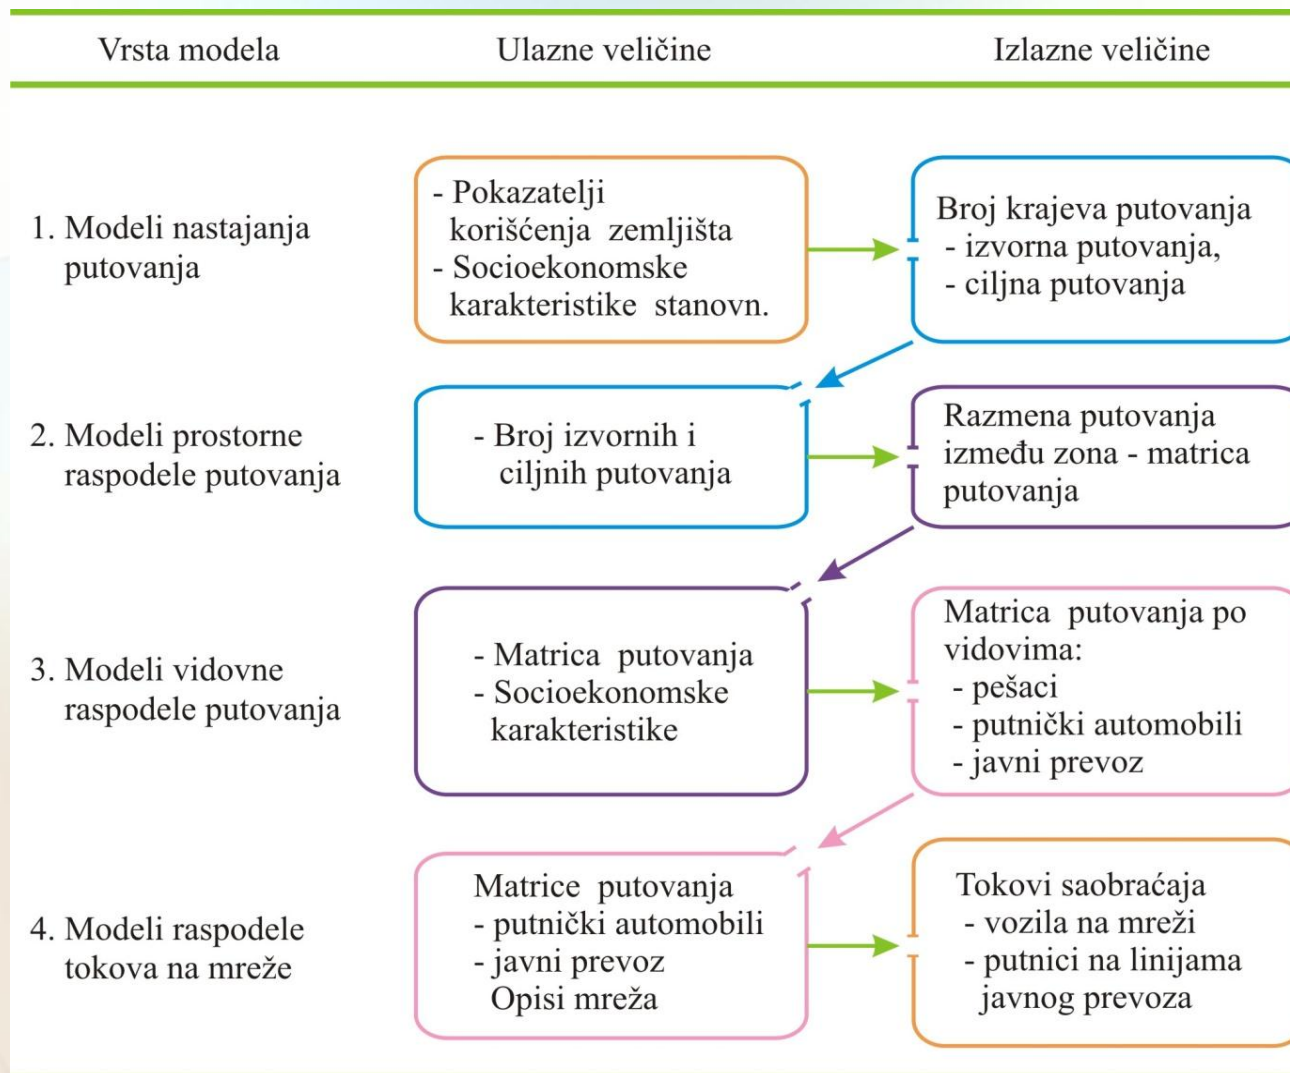 Vrsta modela
Ulazne veličine
Izlazne veličine
1. Modeli nastajanja
putovanja
- Pokazatelji
korišćenja zemljišta
- Socioekonomske
karakteristike stanovn.
Broj krajeva putovanja
- izvorna putovanja,
- ciljna putovanja
2. Modeli prostorne
raspodele putovanja
- Broj izvornih i
ciljnih putovanja
Razmena putovanja
između zona - matrica
putovanja
3. Modeli vidovne
raspodele putovanja
- Matrica putovanja
- Socioekonomske
karakteristike
Matrica putovanja po
vidovima:
- pešaci
- putnički automobili
- javni prevoz
4. Modeli raspodele
tokova na mreže
Matrice putovanja
- putnički automobili
- javni prevoz
Opisi mreža
Tokovi saobraćaja
- vozila na mreži
- putnici na linijama
javnog prevoza